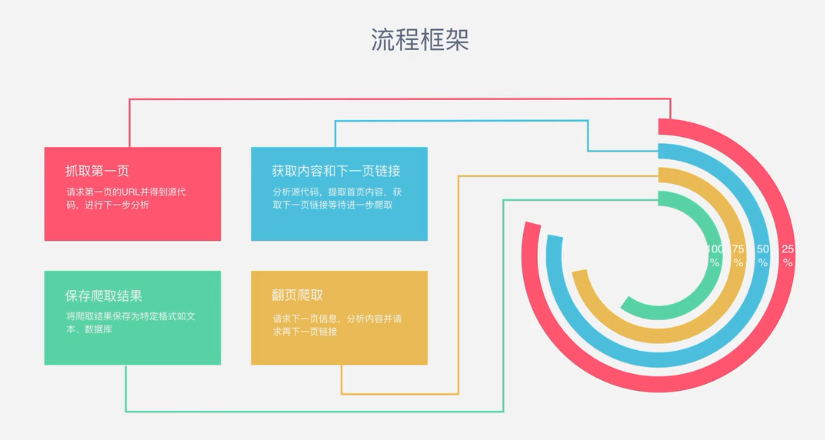 流程框架
抓取第一页
请求第一页的URL并得到源代
码，进行下一步分析
获取内容和下一页链接
分析源代码，提取首页内容，获
取下一页链接等待进一步爬取
保存爬取结果
将爬取结果保存为特定格式如文
本、数据库
翻页爬取
请求下一页信息，分析内容并请
求再下一页链接
100
%
75
%
50
%
25
%